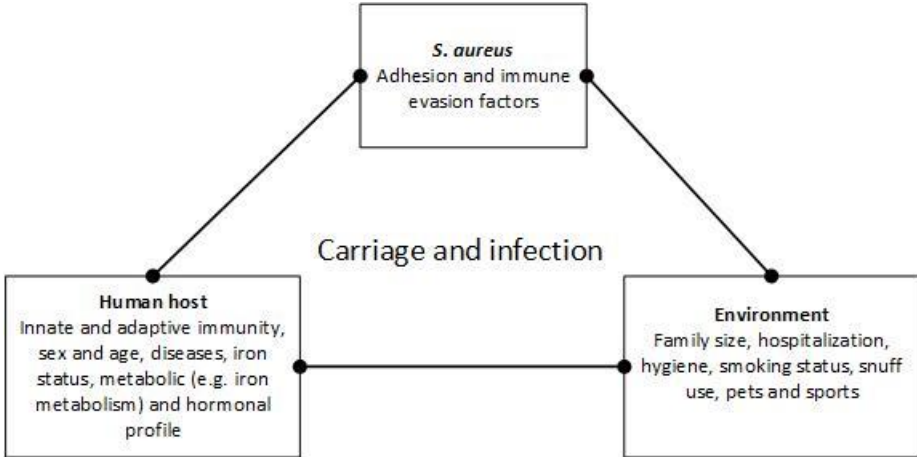 S. aureus
Adhesion and immune
evasion factors
Carriage and infection
Human host
Innate and adaptive immunity,
sex and age, diseases, iron
status, metabolic (e.g. iron
metabolism) and hormonal
profile
Environment
Family size, hospitalization,
hygiene, smoking status, snuff
use, pets and sports